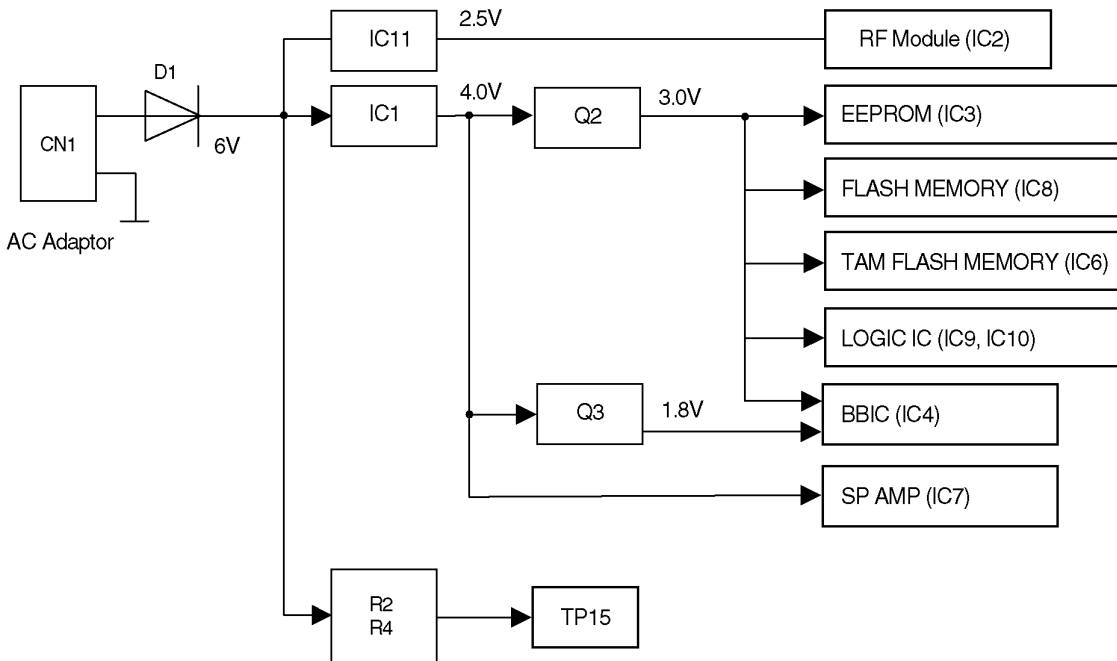 IC11
2.5V
RF Module (IC2)
D1
CN1
6V
AC Adaptor
IC1
4.0V
Q2
3.0V
EEPROM (IC3)
FLASH MEMORY (IC8)
TAM FLASH MEMORY (IC6)
LOGIC IC (IC9, IC10)
Q3
1.8V
BBIC (IC4)
SP AMP (IC7)
R2
R4
TP15